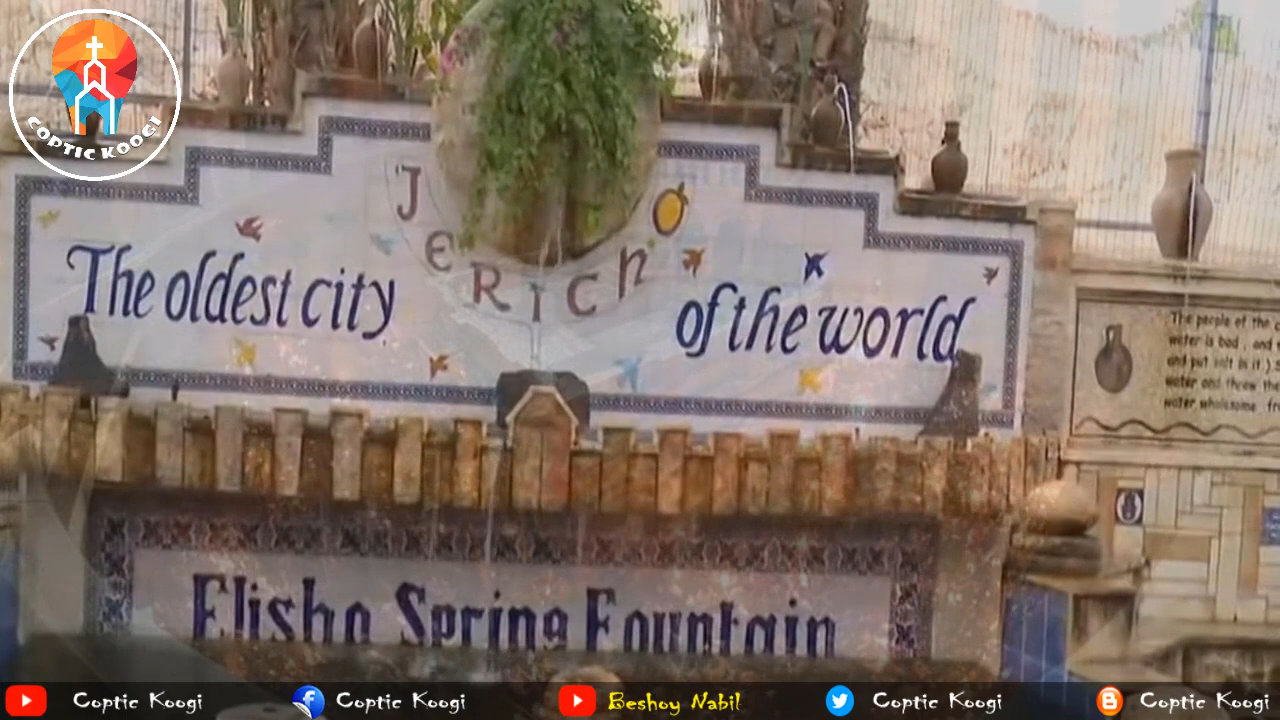 COPTIC KOOGI
JERICHO
The oldest city
of the world
The people of the
water is bad , and
and put salt in it ).
water and threw the
water wholesome
Elisha Spring Fountain
Coptic Koogi
Coptic Koogi
Beshoy Nabil
Coptic Koogi
Coptic Koogi